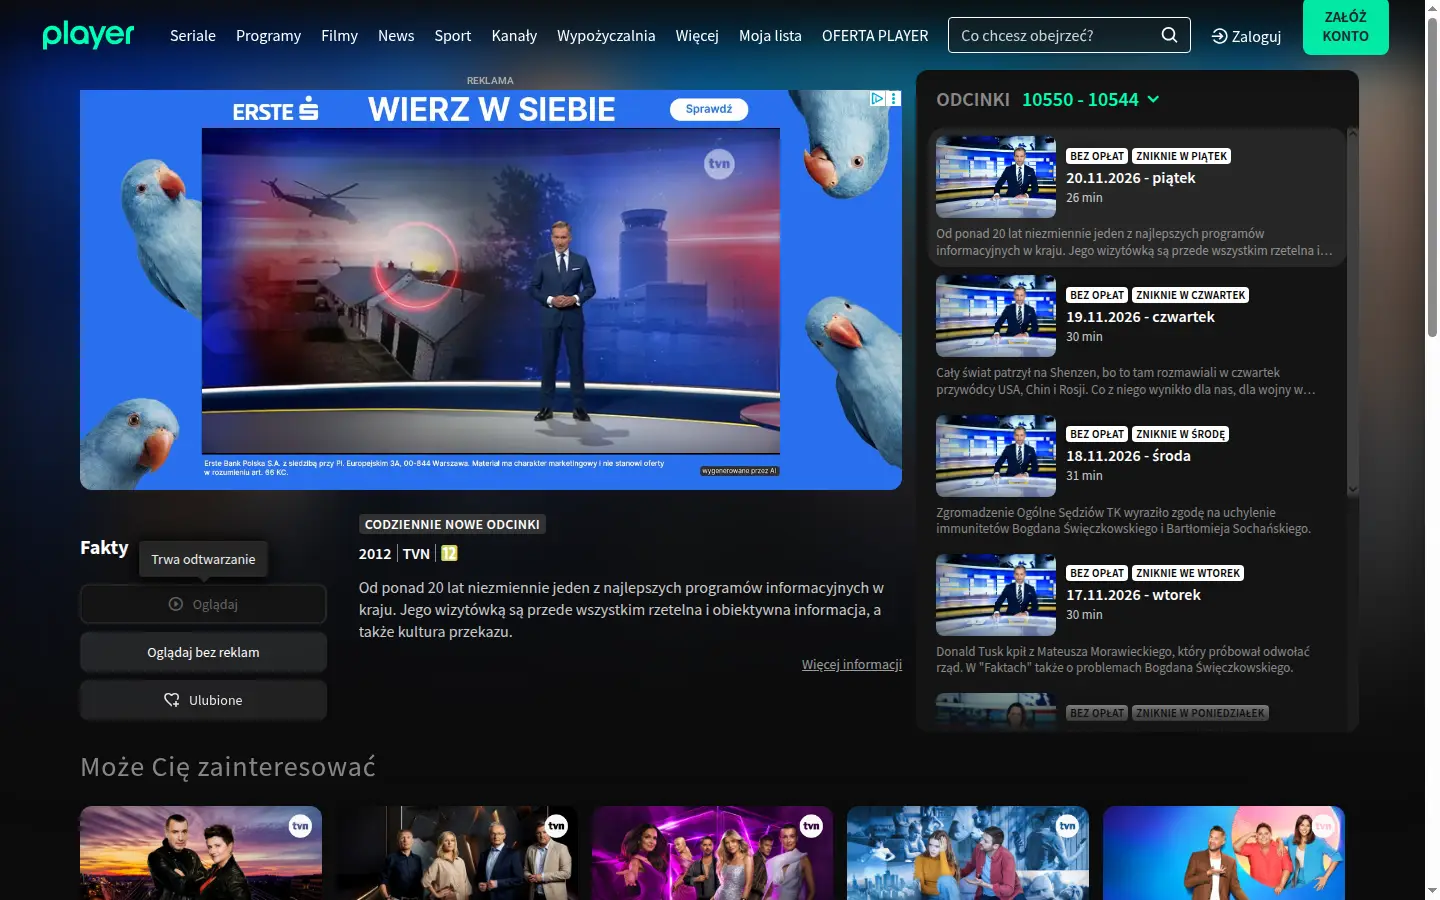 player
Seriale Programy Filmy News Sport Kanały Wypożyczalnia Więcej Moja lista OFERTA PLAYER
Co chcesz obejrzeć?
Zaloguj
ZAŁÓŻ
KONTO
REKLAMA
ERSTE
WIERZ W SIEBIE
Sprawdź
tvn
Erste Bank Polska S.A. z siedzibą przy Pl. Europejskim 3A, 00-844 Warszawa. Materiał ma charakter marketingowy i nie stanowi oferty
w rozumieniu art. 66 KC.
wygenerowane przez AI
ODCINKI 10550 - 10544
BEZ OPŁAT ZNIKNIE W PIĄTEK
20.11.2026 - piątek
26 min
Od ponad 20 lat niezmiennie jeden z najlepszych programów
informacyjnych w kraju. Jego wizytówką są przede wszystkim rzetelna i…
BEZ OPŁAT ZNIKNIE W CZWARTEK
19.11.2026 - czwartek
30 min
Cały świat patrzył na Shenzen, bo to tam rozmawiali w czwartek
przywódcy USA, Chin i Rosji. Co z niego wynikło dla nas, dla wojny w…
BEZ OPŁAT ZNIKNIE W ŚRODĘ
18.11.2026 - środa
31 min
Zgromadzenie Ogólne Sędziów TK wyraziło zgodę na uchylenie
immunitetów Bogdana Święczkowskiego i Bartłomieja Sochańskiego.
BEZ OPŁAT ZNIKNIE WE WTOREK
17.11.2026 - wtorek
30 min
Donald Tusk kpił z Mateusza Morawieckiego, który próbował odwołać
rząd. W "Faktach" także o problemach Bogdana Święczkowskiego.
BEZ OPŁAT ZNIKNIE W PONIEDZIAŁEK
Fakty
Trwa odtwarzanie
Oglądaj
Oglądaj bez reklam
Ulubione
CODZIENNIE NOWE ODCINKI
2012 TVN 12
Od ponad 20 lat niezmiennie jeden z najlepszych programów informacyjnych w
kraju. Jego wizytówką są przede wszystkim rzetelna i obiektywna informacja, a
także kultura przekazu.
Więcej informacji
Może Cię zainteresować
tvn
tvn
tvn
tvn
tvn